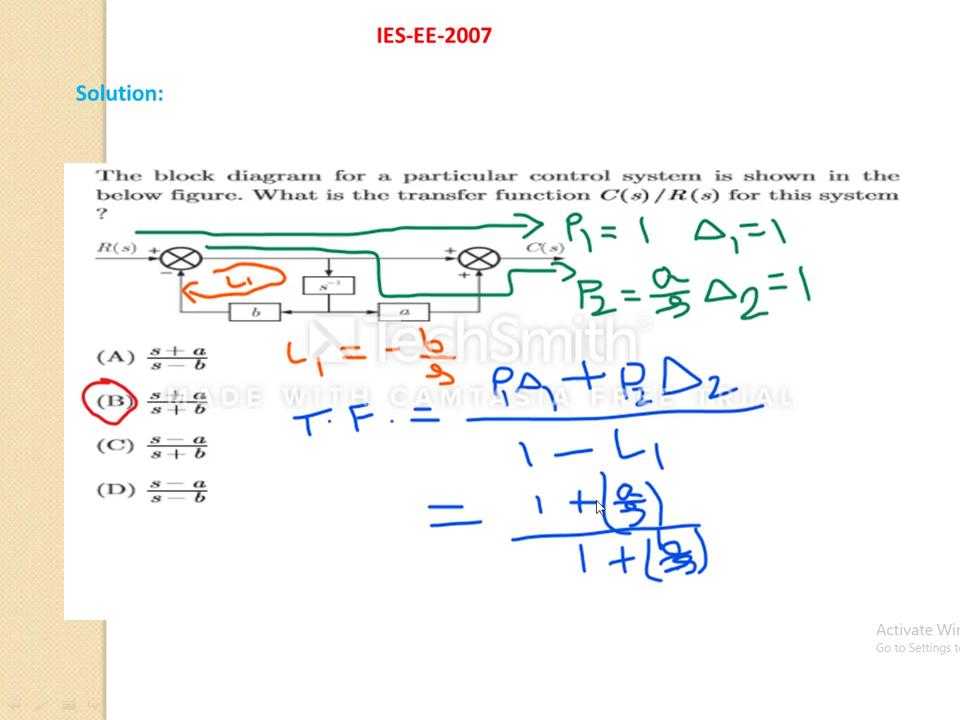 IES-EE-2007
Solution:
The block diagram for a particular control system is shown in the
below figure. What is the transfer function C(s)/R(s) for this system
?
P₁ = 1 Δ₁ = 1
R(s) + + C(s)
− +
L₁
s⁻¹
P₂ = a/s Δ₂ = 1
b a
TechSmith
L₁ = − b/s
(A) s + a / s − b
MADE WITH CAMTASIA FREE TRIAL
(B) s + a / s + b
T.F. = P₁Δ₁ + P₂Δ₂ / 1 − L₁
(C) s − a / s + b
(D) s − a / s − b
= 1 + (a/s) / 1 + (b/s)
Activate Win
Go to Settings t